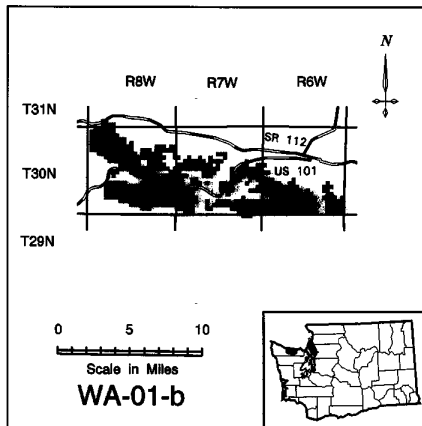 N
R8W R7W R6W
T31N
SR 112
T30N
US 101
T29N
0 5 10
Scale in Miles
WA-01-b